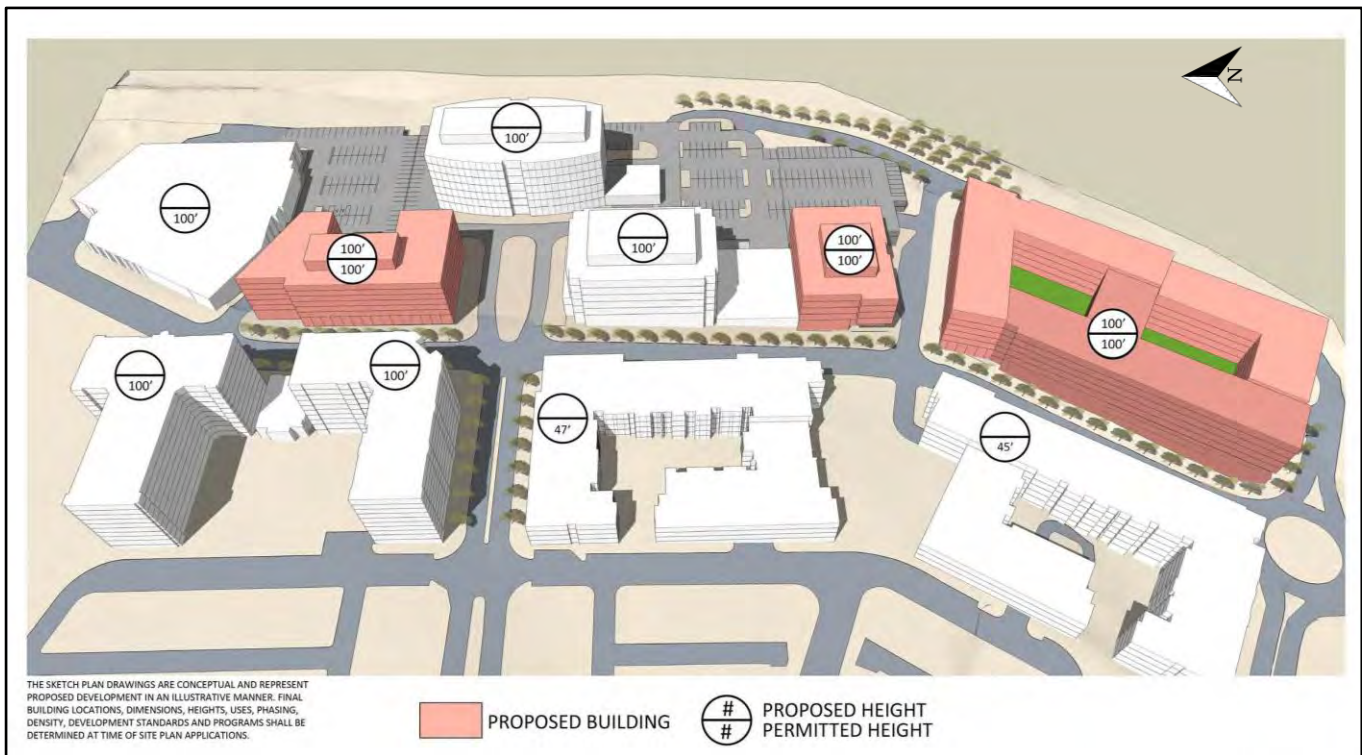 N
100'
100'
100'
100'
100'
100'
100'
100'
100'
100'
100'
47'
45'
THE SKETCH PLAN DRAWINGS ARE CONCEPTUAL AND REPRESENT
PROPOSED DEVELOPMENT IN AN ILLUSTRATIVE MANNER. FINAL
BUILDING LOCATIONS, DIMENSIONS, HEIGHTS, USES, PHASING,
DENSITY, DEVELOPMENT STANDARDS AND PROGRAMS SHALL BE
DETERMINED AT TIME OF SITE PLAN APPLICATIONS.
PROPOSED BUILDING
# PROPOSED HEIGHT
# PERMITTED HEIGHT